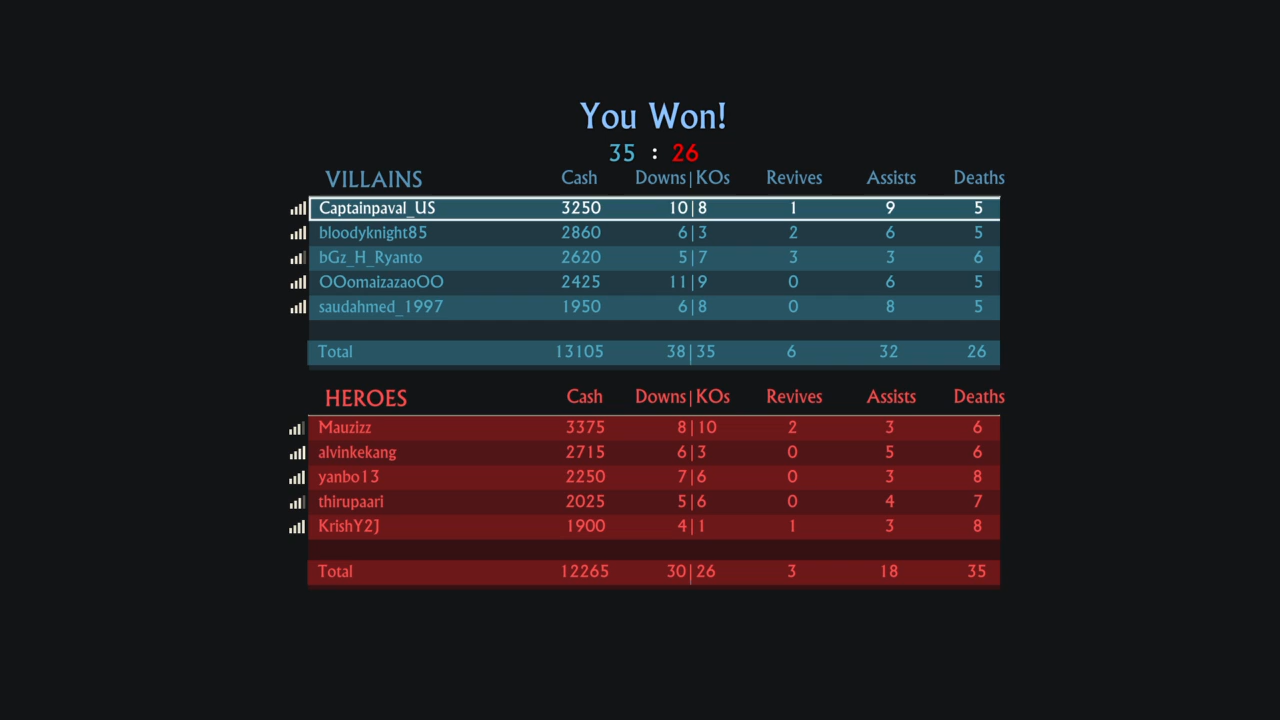 You Won!
35 : 26
VILLAINS Cash Downs|KOs Revives Assists Deaths
Captainpaval_US 3250 10|8 1 9 5
bloodyknight85 2860 6|3 2 6 5
bGz_H_Ryanto 2620 5|7 3 3 6
OOomaizazaoOO 2425 11|9 0 6 5
saudahmed_1997 1950 6|8 0 8 5
Total 13105 38|35 6 32 26
HEROES Cash Downs|KOs Revives Assists Deaths
Mauzizz 3375 8|10 2 3 6
alvinkekang 2715 6|3 0 5 6
yanbo13 2250 7|6 0 3 8
thirupaari 2025 5|6 0 4 7
KrishY2J 1900 4|1 1 3 8
Total 12265 30|26 3 18 35